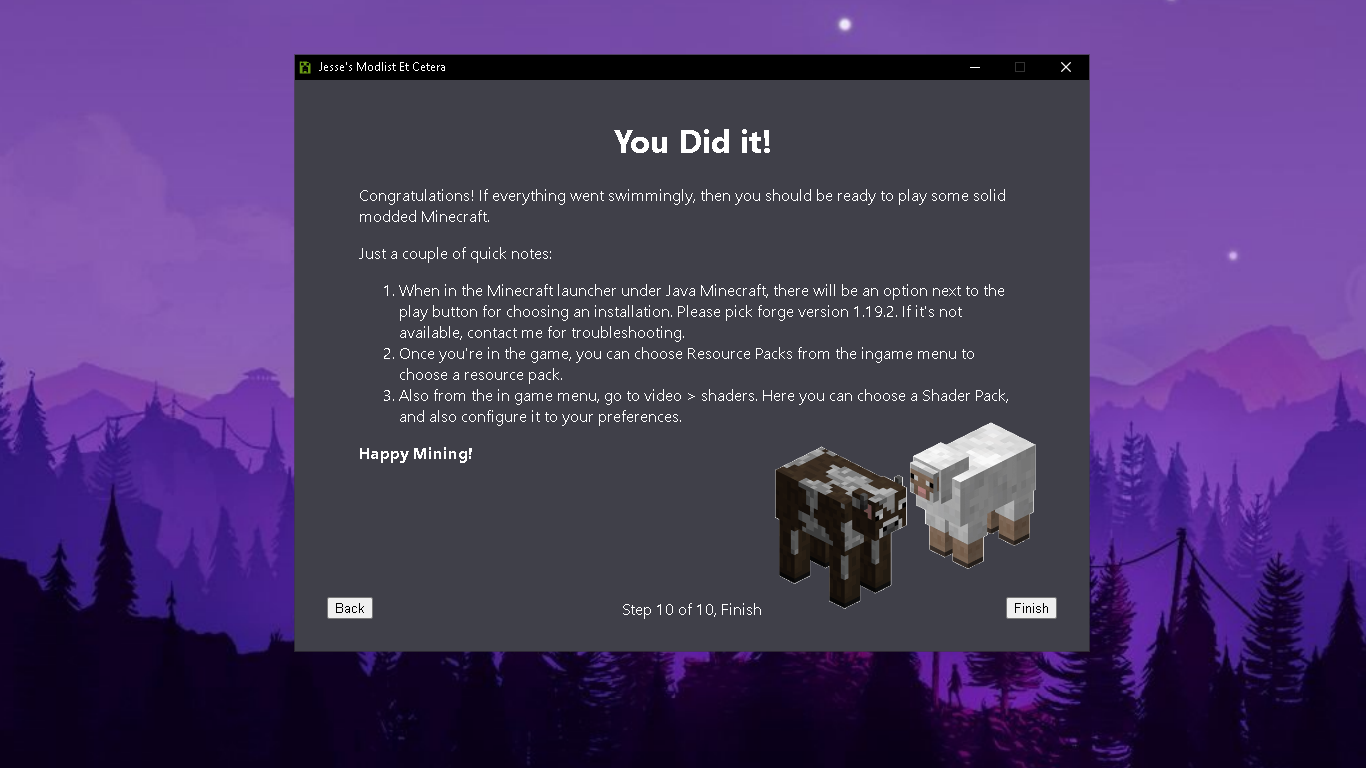 Jesse's Modlist Et Cetera
You Did it!
Congratulations! If everything went swimmingly, then you should be ready to play some solid
modded Minecraft.
Just a couple of quick notes:
1. When in the Minecraft launcher under Java Minecraft, there will be an option next to the
play button for choosing an installation. Please pick forge version 1.19.2. If it's not
available, contact me for troubleshooting.
2. Once you're in the game, you can choose Resource Packs from the ingame menu to
choose a resource pack.
3. Also from the in game menu, go to video > shaders. Here you can choose a Shader Pack,
and also configure it to your preferences.
Happy Mining!
Back
Step 10 of 10, Finish
Finish